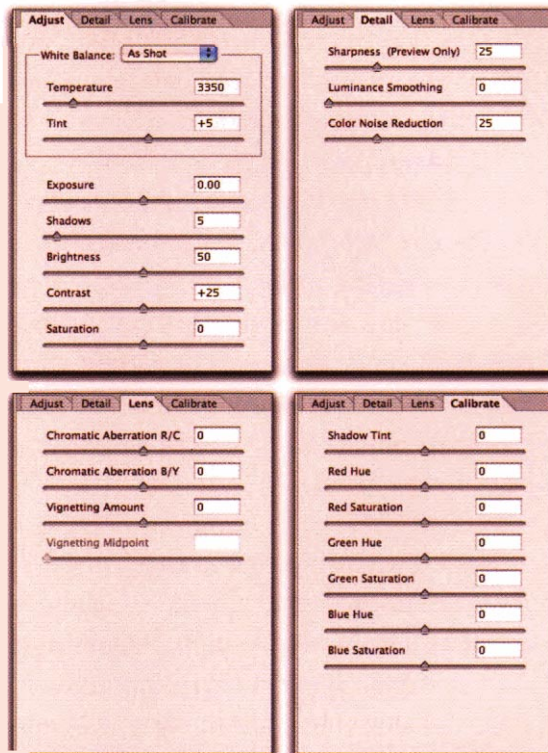 Adjust Detail Lens Calibrate
White Balance: As Shot
Temperature 3350
Tint +5
Exposure 0.00
Shadows 5
Brightness 50
Contrast +25
Saturation 0
Adjust Detail Lens Calibrate
Sharpness (Preview Only) 25
Luminance Smoothing 0
Color Noise Reduction 25
Adjust Detail Lens Calibrate
Chromatic Aberration R/C 0
Chromatic Aberration B/Y 0
Vignetting Amount 0
Vignetting Midpoint
Adjust Detail Lens Calibrate
Shadow Tint 0
Red Hue 0
Red Saturation 0
Green Hue 0
Green Saturation 0
Blue Hue 0
Blue Saturation 0